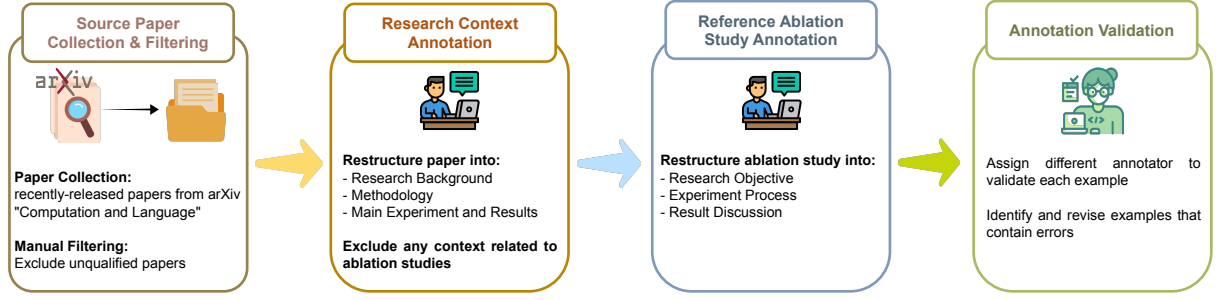 Source Paper
Collection & Filtering
arXiv
Paper Collection:
recently-released papers from arXiv
"Computation and Language"
Manual Filtering:
Exclude unqualified papers
Research Context
Annotation
Restructure paper into:
- Research Background
- Methodology
- Main Experiment and Results
Exclude any context related to
ablation studies
Reference Ablation
Study Annotation
Restructure ablation study into:
- Research Objective
- Experiment Process
- Result Discussion
Annotation Validation
</>
Assign different annotator to
validate each example
Identify and revise examples that
contain errors